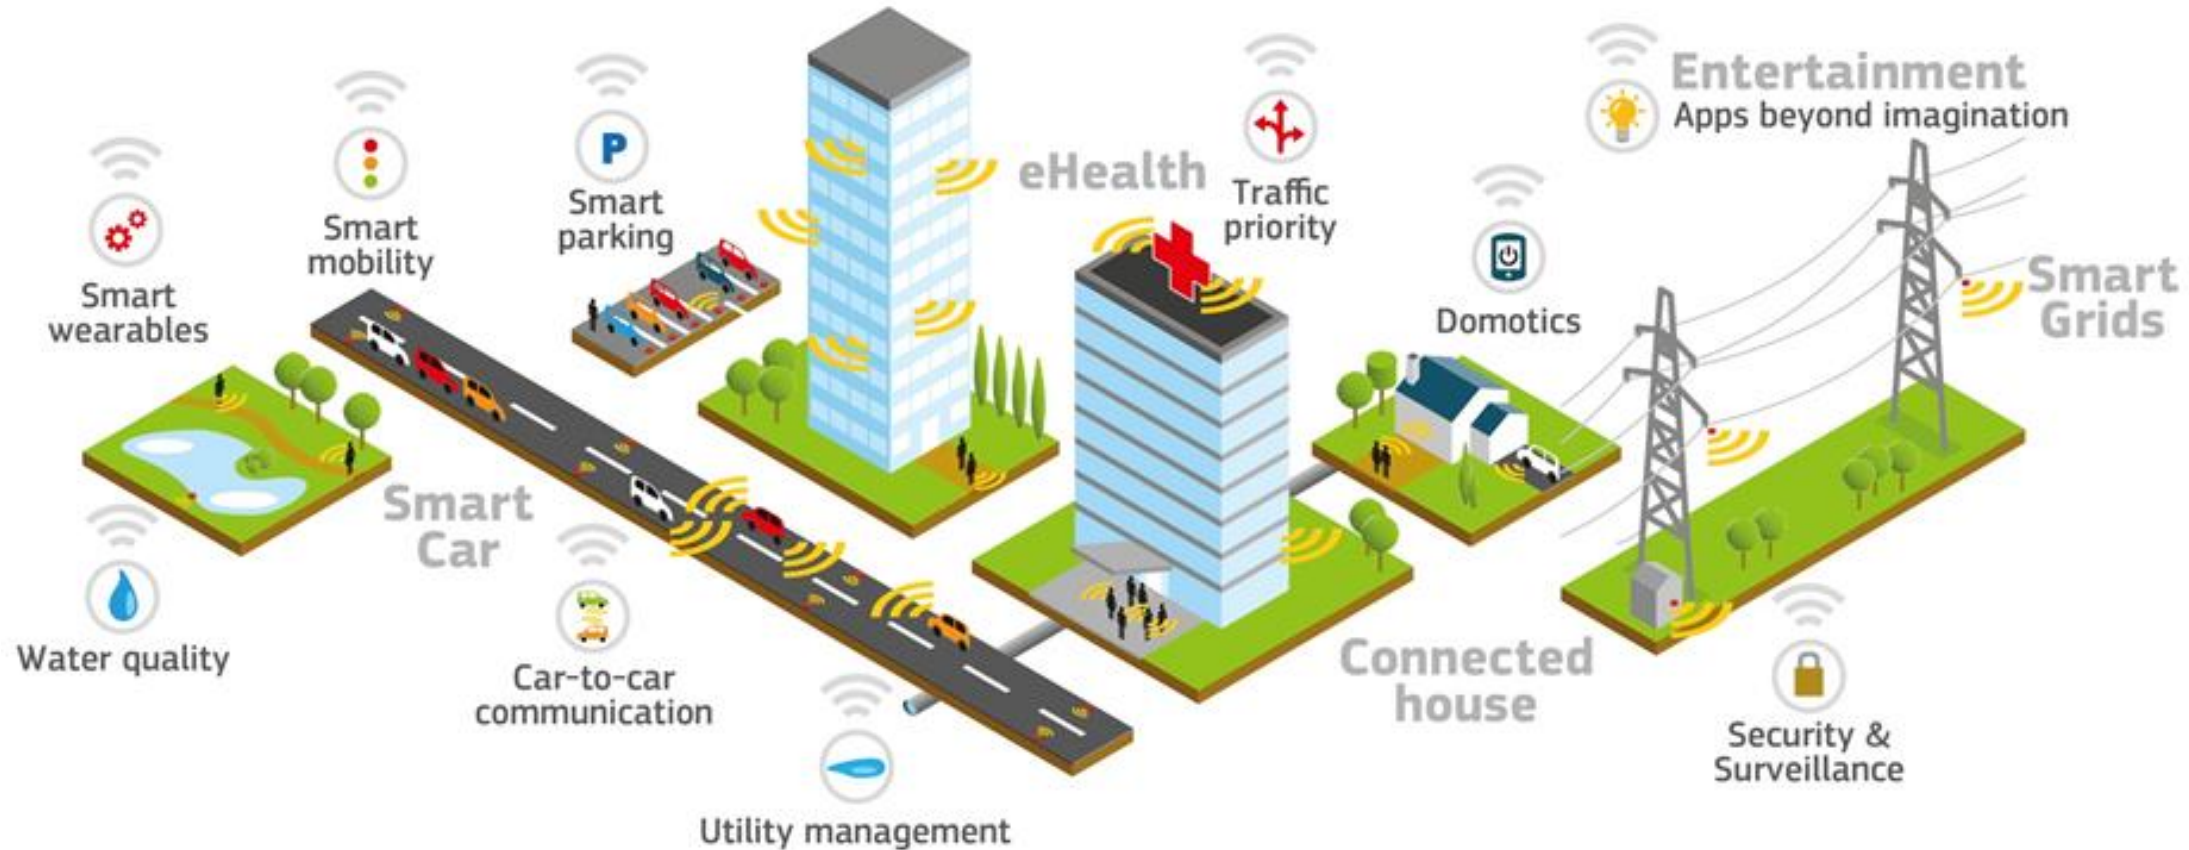 Entertainment
Apps beyond imagination
eHealth
Traffic
priority
P
Smart
parking
Smart
mobility
Smart
wearables
Domotics
Smart
Grids
Smart
Car
Water quality
Car-to-car
communication
Connected
house
Security &
Surveillance
Utility management